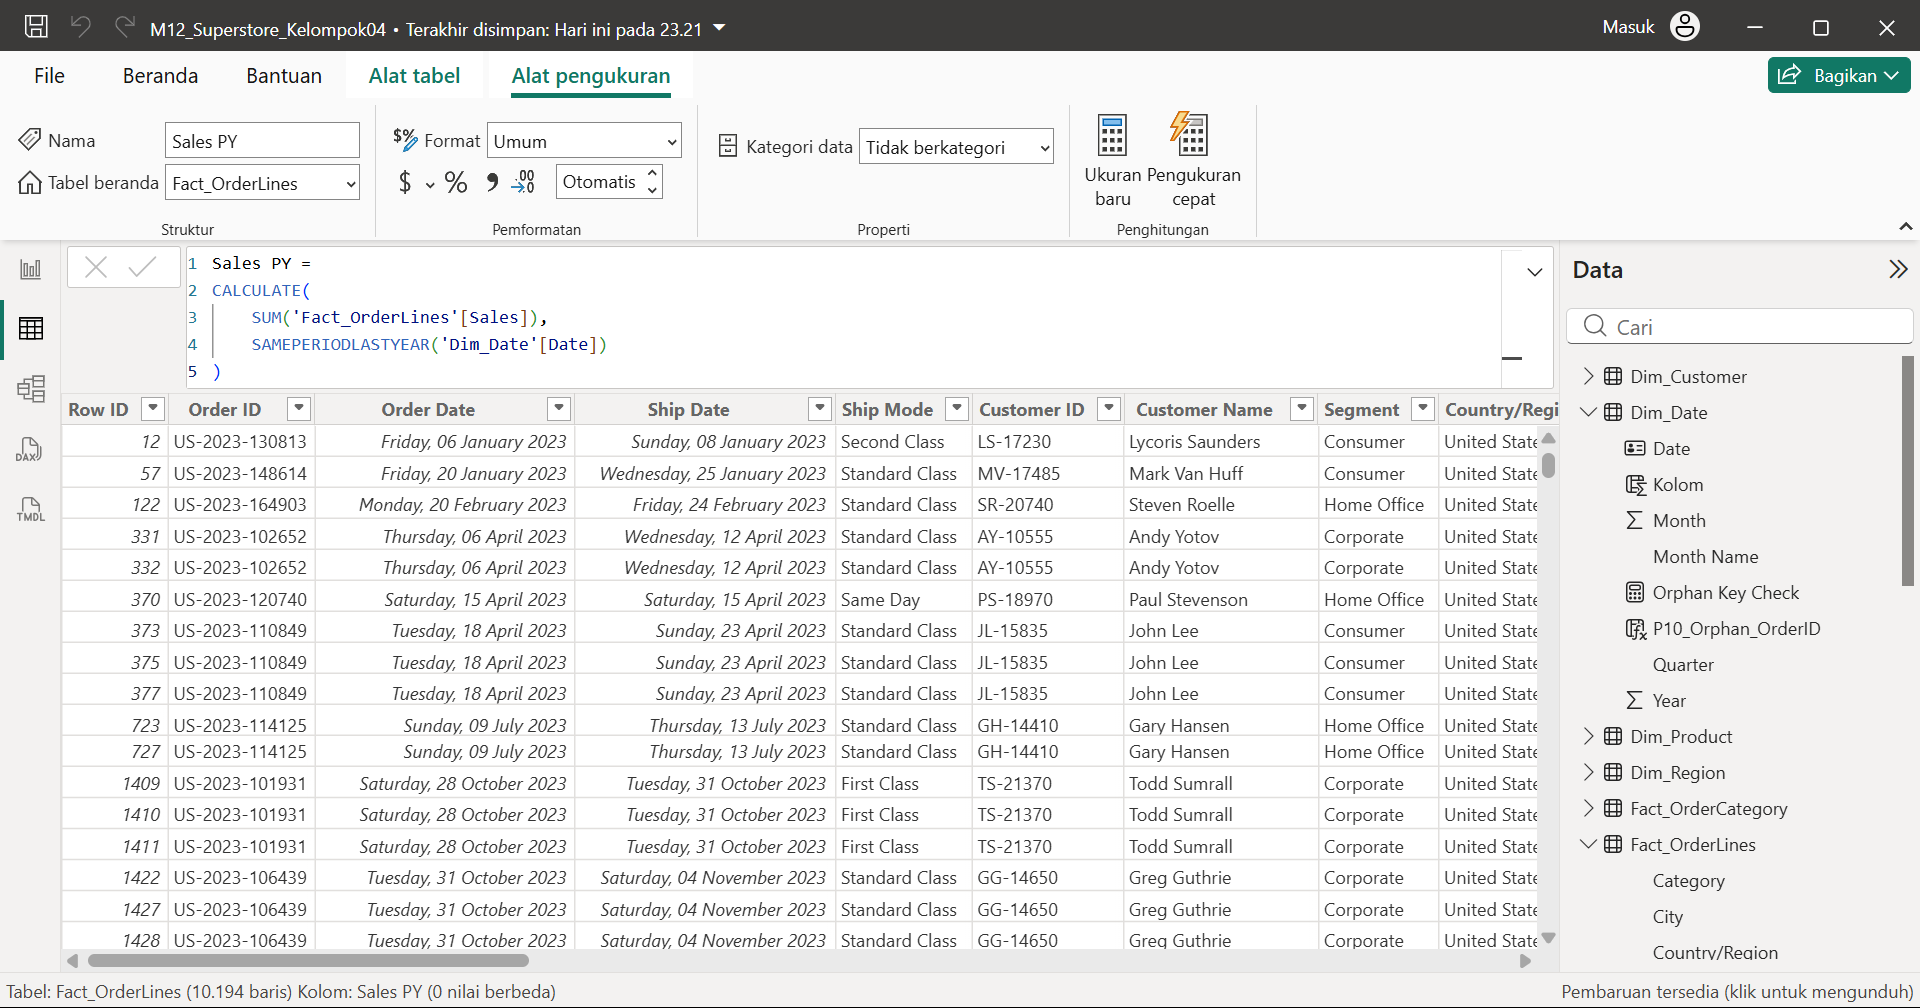 M12_Superstore_Kelompok04 • Terakhir disimpan: Hari ini pada 23.21
Masuk
File Beranda Bantuan Alat tabel Alat pengukuran
Bagikan
Nama Sales PY
Tabel beranda Fact_OrderLines
Struktur
$% Format Umum
$ % , .00 →.0 Otomatis
Pemformatan
Kategori data Tidak berkategori
Properti
Ukuran baru
Pengukuran cepat
Penghitungan
1 Sales PY =
2 CALCULATE(
3 SUM('Fact_OrderLines'[Sales]),
4 SAMEPERIODLASTYEAR('Dim_Date'[Date])
5 )
DAX
TMDL
Row ID Order ID Order Date Ship Date Ship Mode Customer ID Customer Name Segment Country/Regi
12 US-2023-130813 Friday, 06 January 2023 Sunday, 08 January 2023 Second Class LS-17230 Lycoris Saunders Consumer United State
57 US-2023-148614 Friday, 20 January 2023 Wednesday, 25 January 2023 Standard Class MV-17485 Mark Van Huff Consumer United State
122 US-2023-164903 Monday, 20 February 2023 Friday, 24 February 2023 Standard Class SR-20740 Steven Roelle Home Office United State
331 US-2023-102652 Thursday, 06 April 2023 Wednesday, 12 April 2023 Standard Class AY-10555 Andy Yotov Corporate United State
332 US-2023-102652 Thursday, 06 April 2023 Wednesday, 12 April 2023 Standard Class AY-10555 Andy Yotov Corporate United State
370 US-2023-120740 Saturday, 15 April 2023 Saturday, 15 April 2023 Same Day PS-18970 Paul Stevenson Home Office United State
373 US-2023-110849 Tuesday, 18 April 2023 Sunday, 23 April 2023 Standard Class JL-15835 John Lee Consumer United State
375 US-2023-110849 Tuesday, 18 April 2023 Sunday, 23 April 2023 Standard Class JL-15835 John Lee Consumer United State
377 US-2023-110849 Tuesday, 18 April 2023 Sunday, 23 April 2023 Standard Class JL-15835 John Lee Consumer United State
723 US-2023-114125 Sunday, 09 July 2023 Thursday, 13 July 2023 Standard Class GH-14410 Gary Hansen Home Office United State
727 US-2023-114125 Sunday, 09 July 2023 Thursday, 13 July 2023 Standard Class GH-14410 Gary Hansen Home Office United State
1409 US-2023-101931 Saturday, 28 October 2023 Tuesday, 31 October 2023 First Class TS-21370 Todd Sumrall Corporate United State
1410 US-2023-101931 Saturday, 28 October 2023 Tuesday, 31 October 2023 First Class TS-21370 Todd Sumrall Corporate United State
1411 US-2023-101931 Saturday, 28 October 2023 Tuesday, 31 October 2023 First Class TS-21370 Todd Sumrall Corporate United State
1422 US-2023-106439 Tuesday, 31 October 2023 Saturday, 04 November 2023 Standard Class GG-14650 Greg Guthrie Corporate United State
1427 US-2023-106439 Tuesday, 31 October 2023 Saturday, 04 November 2023 Standard Class GG-14650 Greg Guthrie Corporate United State
1428 US-2023-106439 Tuesday, 31 October 2023 Saturday, 04 November 2023 Standard Class GG-14650 Greg Guthrie Corporate United State
Data
Cari
Dim_Customer
Dim_Date
Date
Kolom
Month
Month Name
Orphan Key Check
P10_Orphan_OrderID
Quarter
Year
Dim_Product
Dim_Region
Fact_OrderCategory
Fact_OrderLines
Category
City
Country/Region
Tabel: Fact_OrderLines (10.194 baris) Kolom: Sales PY (0 nilai berbeda)
Pembaruan tersedia (klik untuk mengunduh)